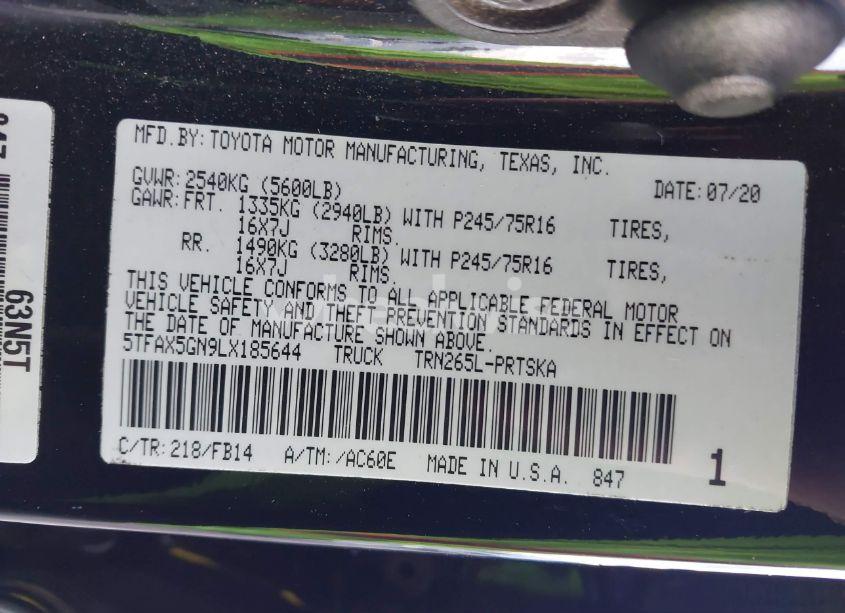 MFD.BY:TOYOTA MOTOR MANUFACTURING, TEXAS, INC.
GVWR:2540KG (5600LB) DATE:07/20
GAWR:FRT. 1335KG (2940LB) WITH P245/75R16 TIRES,
16X7J RIMS.
RR. 1490KG (3280LB) WITH P245/75R16 TIRES,
16X7J RIMS.
THIS VEHICLE CONFORMS TO ALL APPLICABLE FEDERAL MOTOR
VEHICLE SAFETY AND THEFT PREVENTION STANDARDS IN EFFECT ON
THE DATE OF MANUFACTURE SHOWN ABOVE.
5TFAX5GN9LX185644 TRUCK TRN265L-PRTSKA
C/TR:218/FB14 A/TM:/AC60E MADE IN U.S.A. 847 1
63N5T